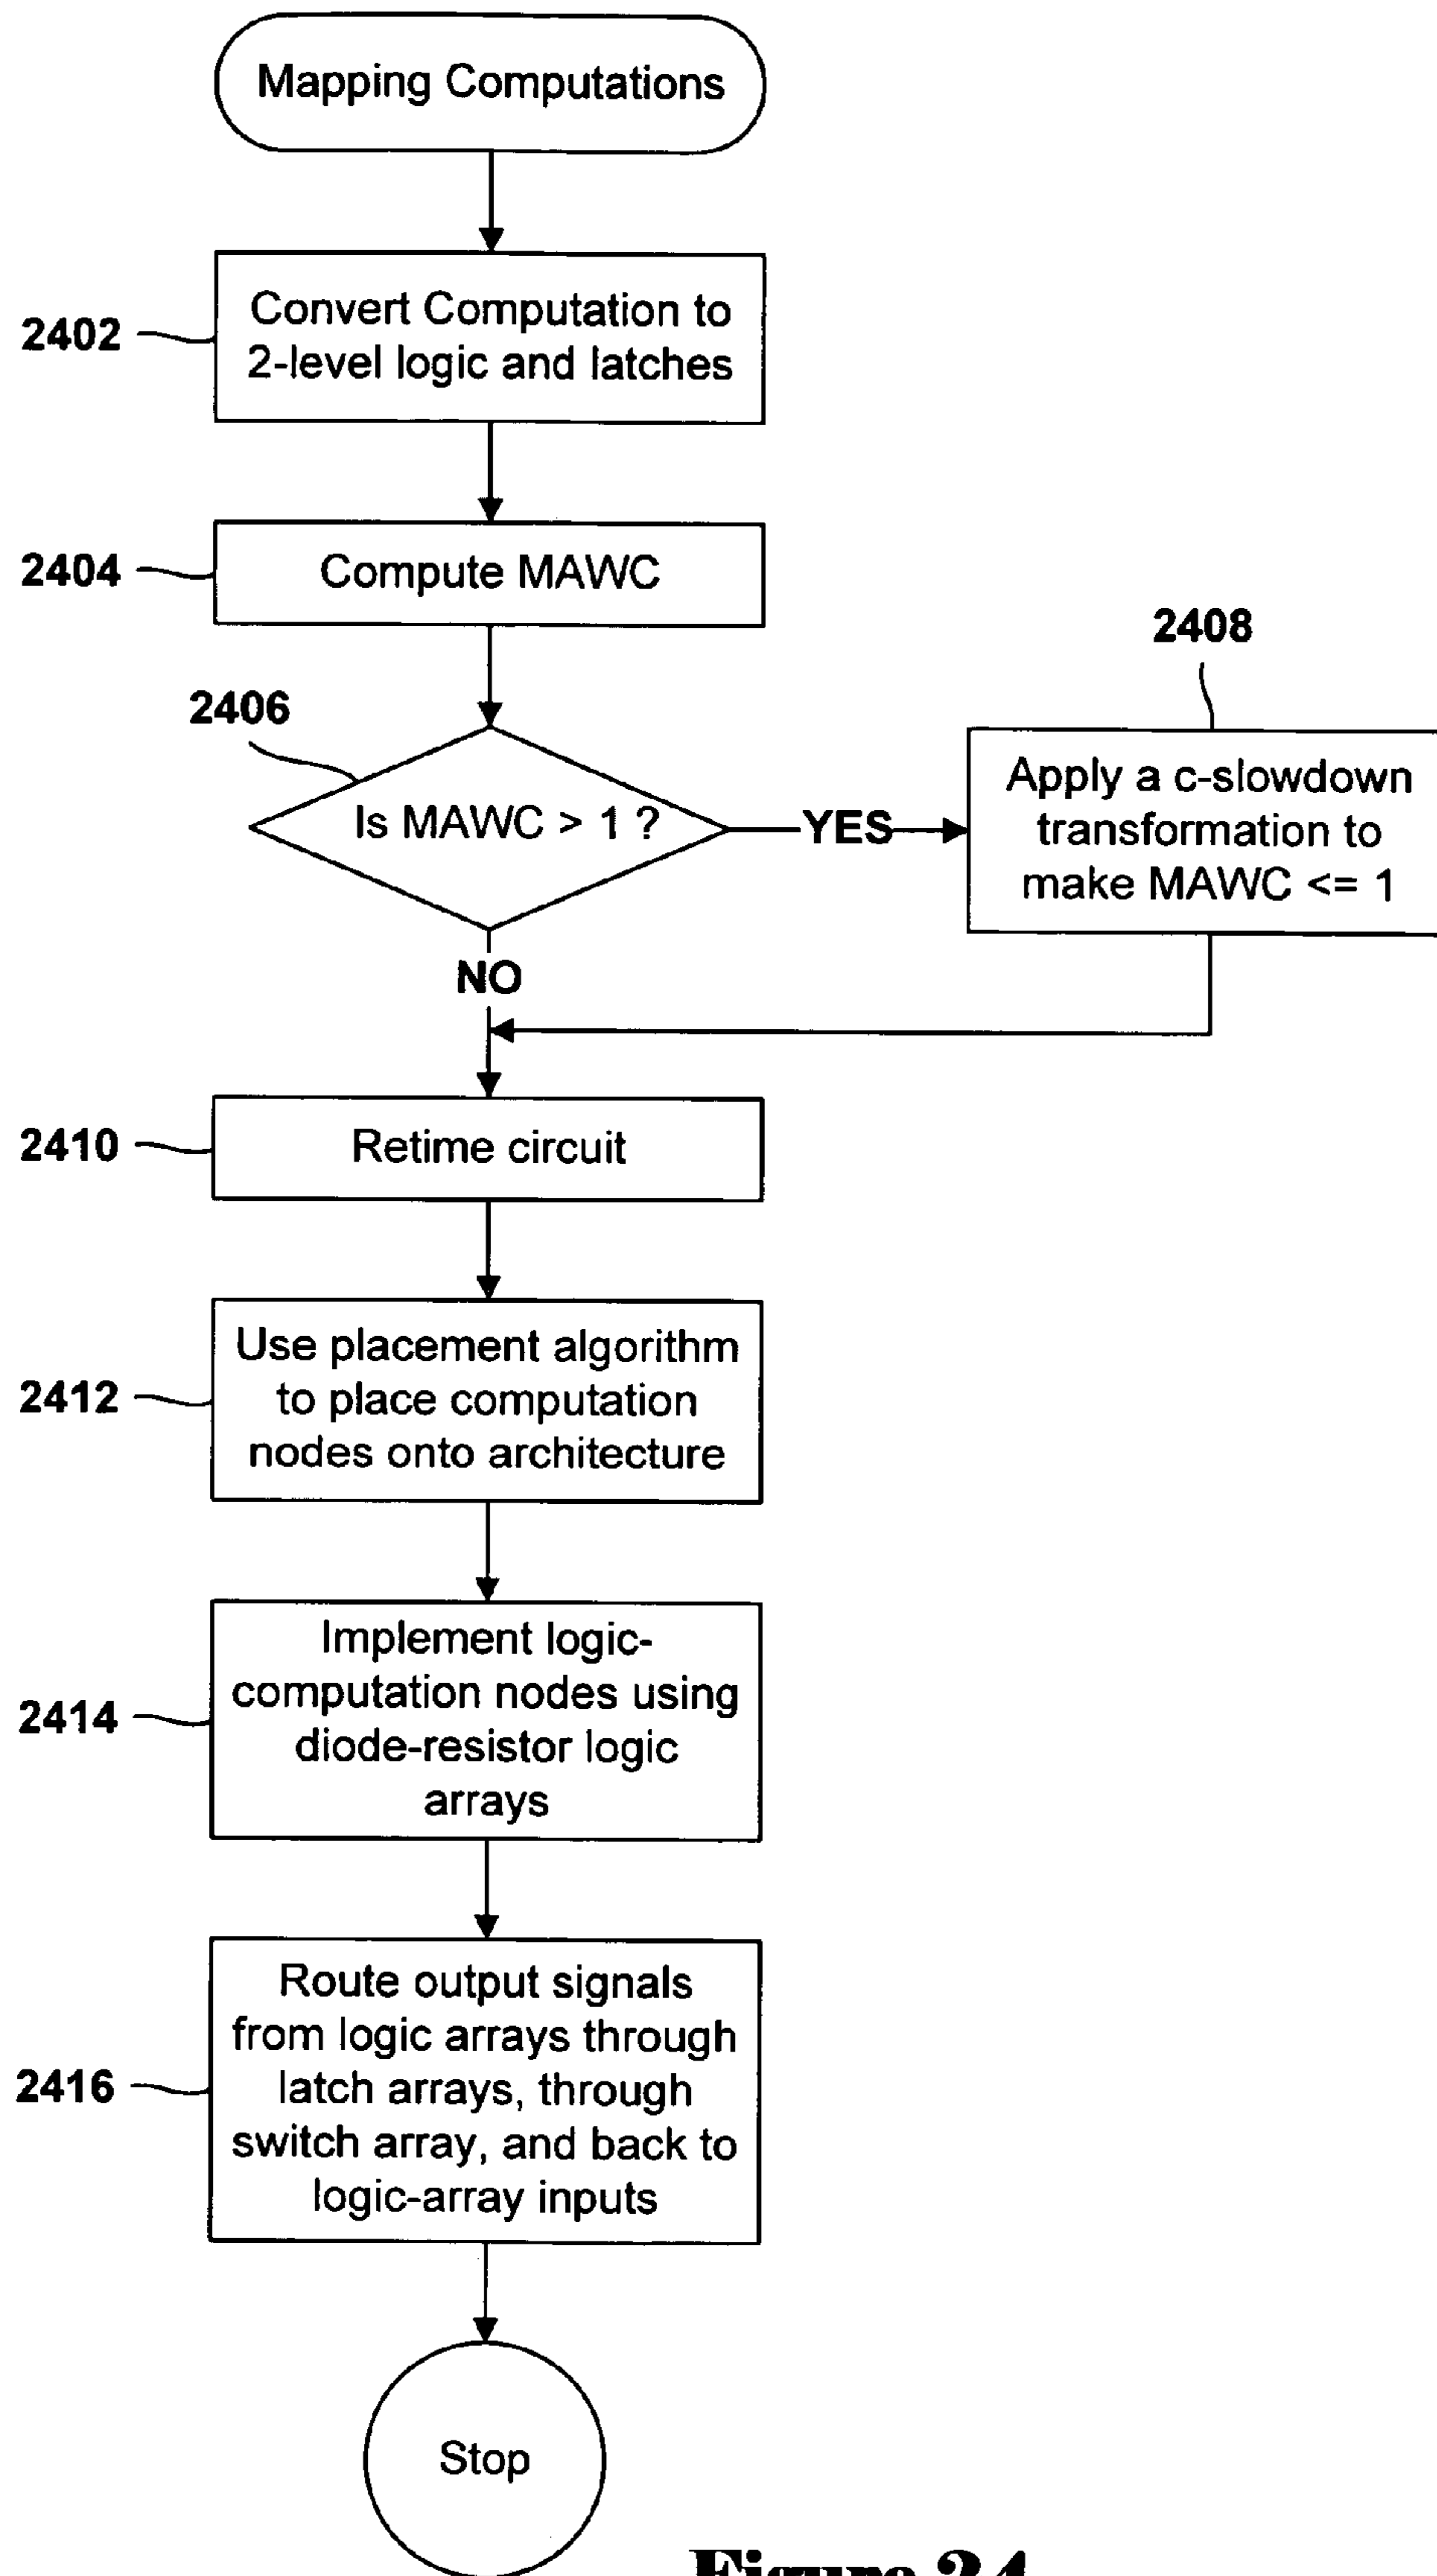 Mapping Computations
2402
Convert Computation to
2-level logic and latches
2404
Compute MAWC
2406
Is MAWC > 1 ?
YES
2408
Apply a c-slowdown
transformation to
make MAWC <= 1
NO
2410
Retime circuit
2412
Use placement algorithm
to place computation
nodes onto architecture
2414
Implement logic-
computation nodes using
diode-resistor logic
arrays
2416
Route output signals
from logic arrays through
latch arrays, through
switch array, and back to
logic-array inputs
Stop
Figure 24